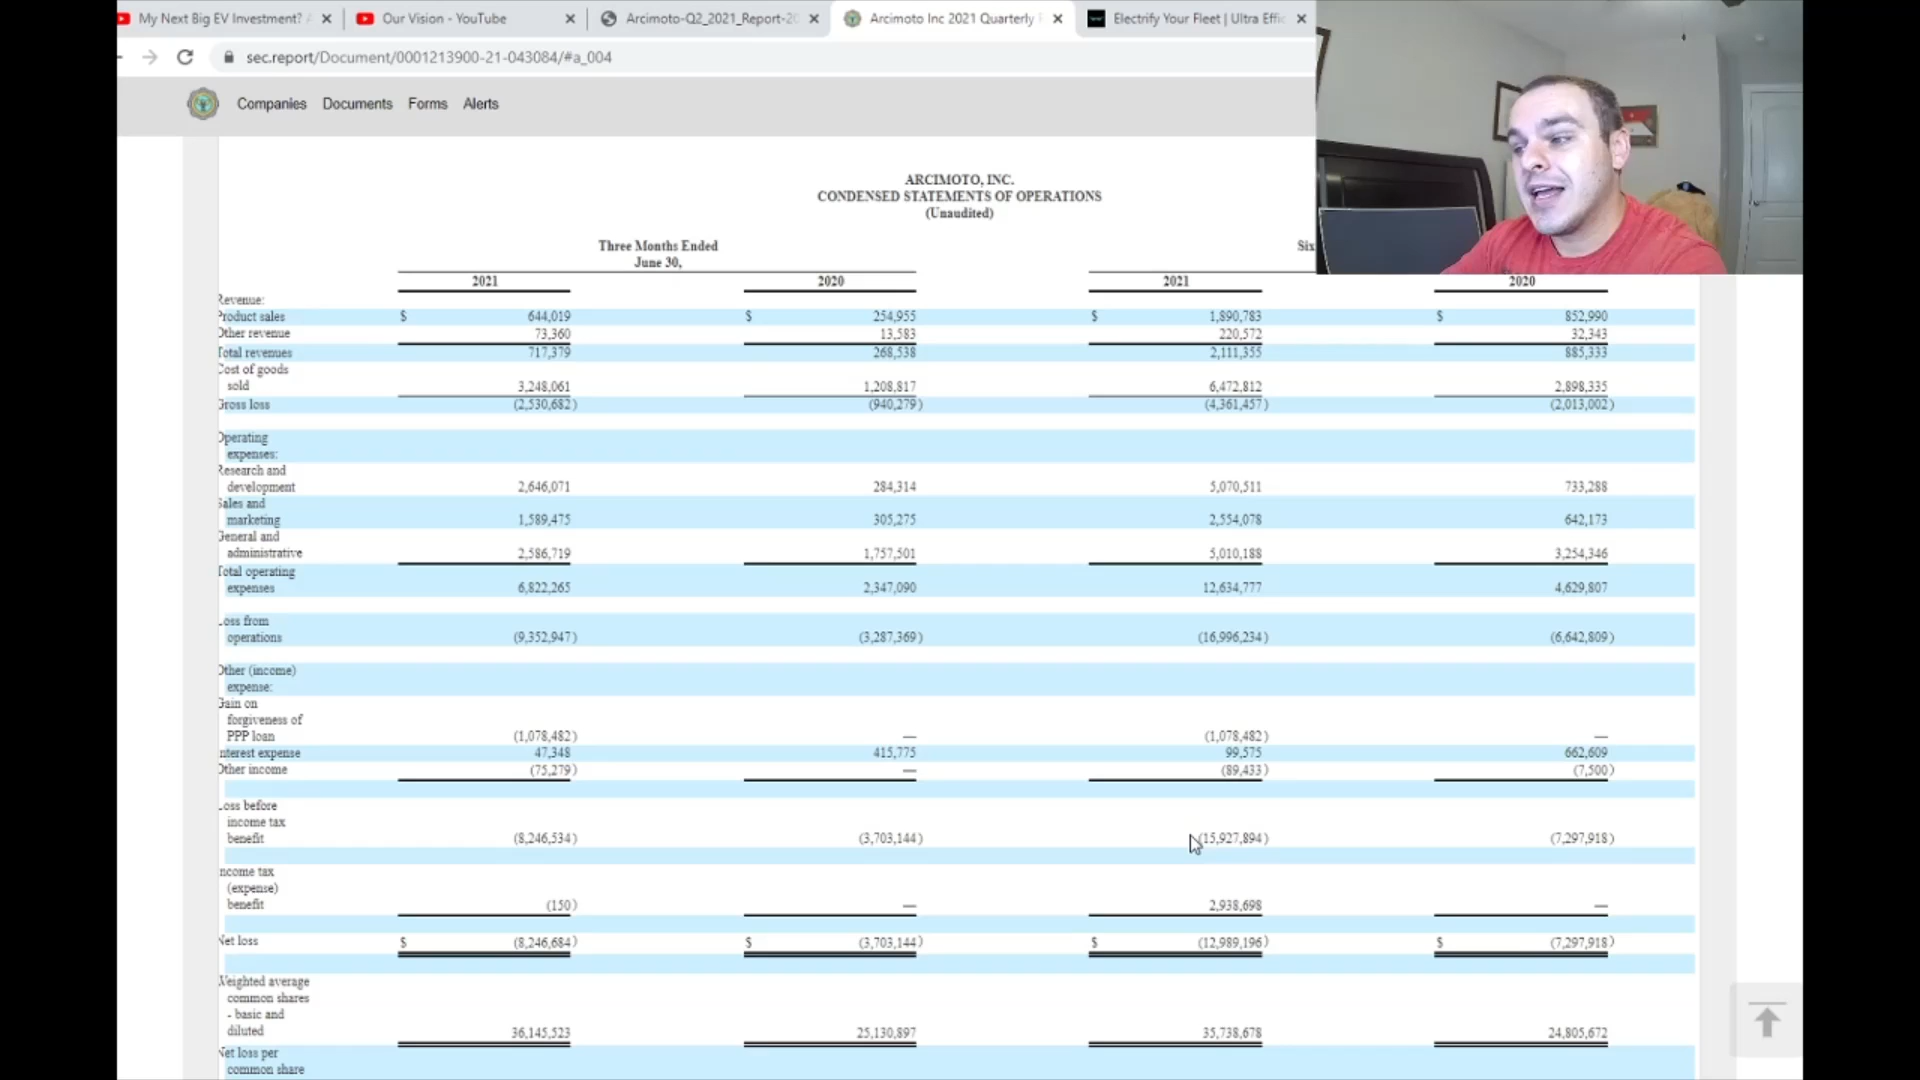 My Next Big EV Investment?
Our Vision - YouTube
Arcimoto-Q2_2021_Report-20
Arcimoto Inc 2021 Quarterly
Electrify Your Fleet | Ultra Effic
sec.report/Document/0001213900-21-043084/#a_004
Companies Documents Forms Alerts
ARCIMOTO, INC.
CONDENSED STATEMENTS OF OPERATIONS
(Unaudited)
Three Months Ended
June 30,
Six
2021 2020 2021 2020
Revenue:
Product sales $ 644,019 $ 254,955 $ 1,890,783 $ 852,990
Other revenue 73,360 13,583 220,572 32,343
Total revenues 717,379 268,538 2,111,355 885,333
Cost of goods
sold 3,248,061 1,208,817 6,472,812 2,898,335
Gross loss (2,530,682) (940,279) (4,361,457) (2,013,002)
Operating
expenses:
Research and
development 2,646,071 284,314 5,070,511 733,288
Sales and
marketing 1,589,475 305,275 2,554,078 642,173
General and
administrative 2,586,719 1,757,501 5,010,188 3,254,346
Total operating
expenses 6,822,265 2,347,090 12,634,777 4,629,807
Loss from
operations (9,352,947) (3,287,369) (16,996,234) (6,642,809)
Other (income)
expense:
Gain on
forgiveness of
PPP loan (1,078,482) — (1,078,482) —
Interest expense 47,348 415,775 99,575 662,609
Other income (75,279) — (89,433) (7,500)
Loss before
income tax
benefit (8,246,534) (3,703,144) (15,927,894) (7,297,918)
Income tax
(expense)
benefit (150) — 2,938,698 —
Net loss $ (8,246,684) $ (3,703,144) $ (12,989,196) $ (7,297,918)
Weighted average
common shares
- basic and
diluted 36,145,523 25,130,897 35,738,678 24,805,672
Net loss per
common share